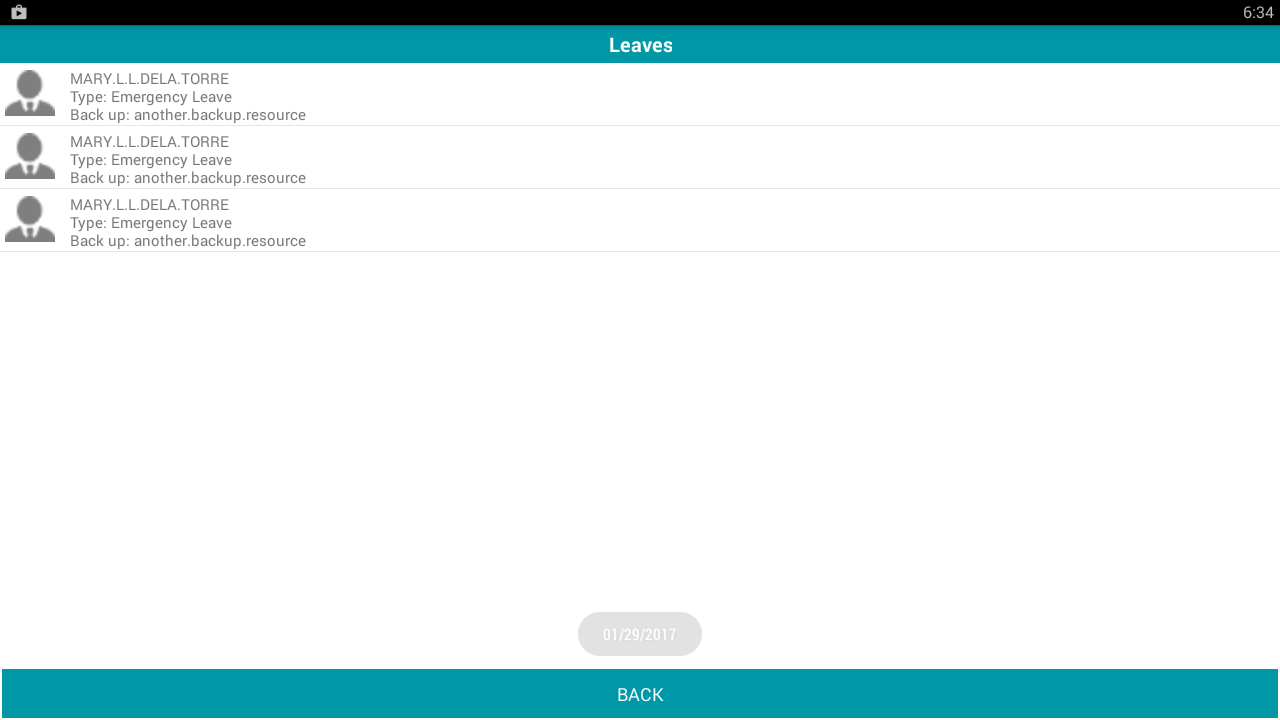 6:34
Leaves
MARY.L.L.DELA.TORRE
Type: Emergency Leave
Back up: another.backup.resource
MARY.L.L.DELA.TORRE
Type: Emergency Leave
Back up: another.backup.resource
MARY.L.L.DELA.TORRE
Type: Emergency Leave
Back up: another.backup.resource
01/29/2017
BACK